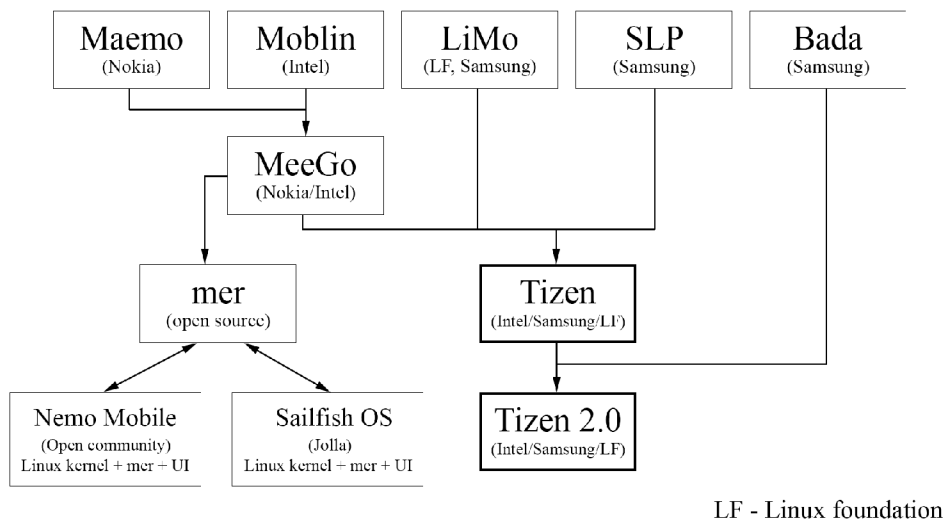 Maemo
(Nokia)
Moblin
(Intel)
LiMo
(LF, Samsung)
SLP
(Samsung)
Bada
(Samsung)
MeeGo
(Nokia/Intel)
mer
(open source)
Tizen
(Intel/Samsung/LF)
Nemo Mobile
(Open community)
Linux kernel + mer + UI
Sailfish OS
(Jolla)
Linux kernel + mer + UI
Tizen 2.0
(Intel/Samsung/LF)
LF - Linux foundation